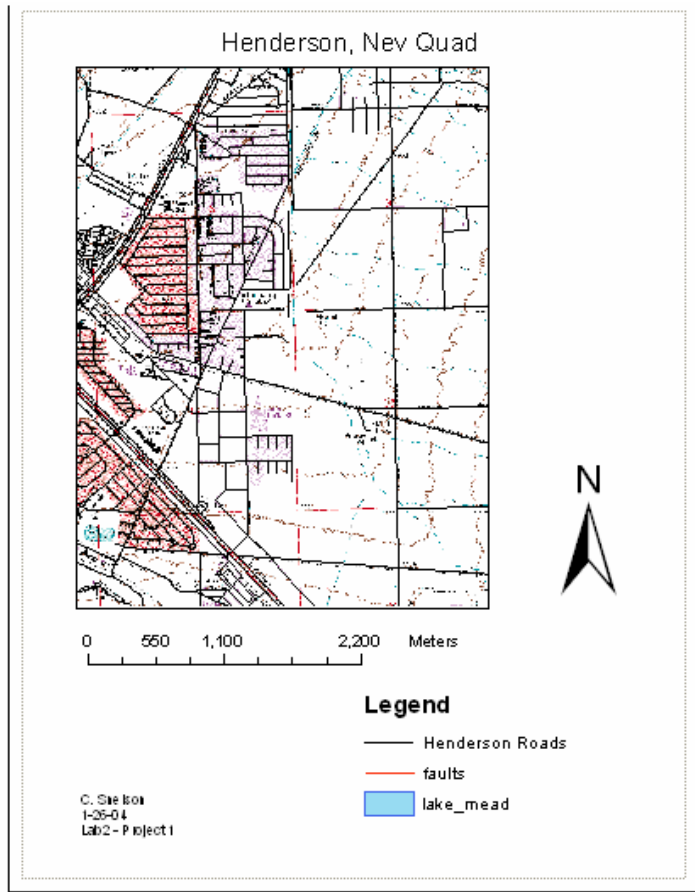 Henderson, Nev Quad
N
0 550 1,100 2,200 Meters
Legend
Henderson Roads
faults
lake_mead
C. Snelson
1-26-04
Lab2 - Project 1